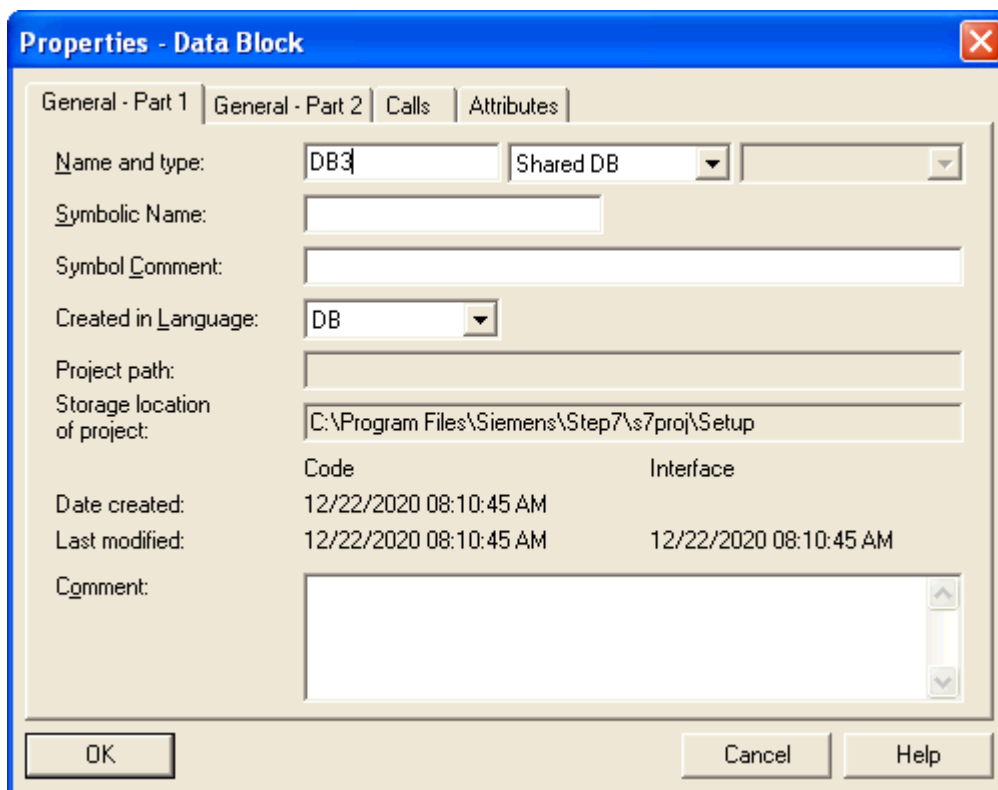 Properties - Data Block
General - Part 1 General - Part 2 Calls Attributes
Name and type: DB3 Shared DB
Symbolic Name:
Symbol Comment:
Created in Language: DB
Project path:
Storage location
of project: C:\Program Files\Siemens\Step7\s7proj\Setup
Code Interface
Date created: 12/22/2020 08:10:45 AM
Last modified: 12/22/2020 08:10:45 AM 12/22/2020 08:10:45 AM
Comment:
OK Cancel Help